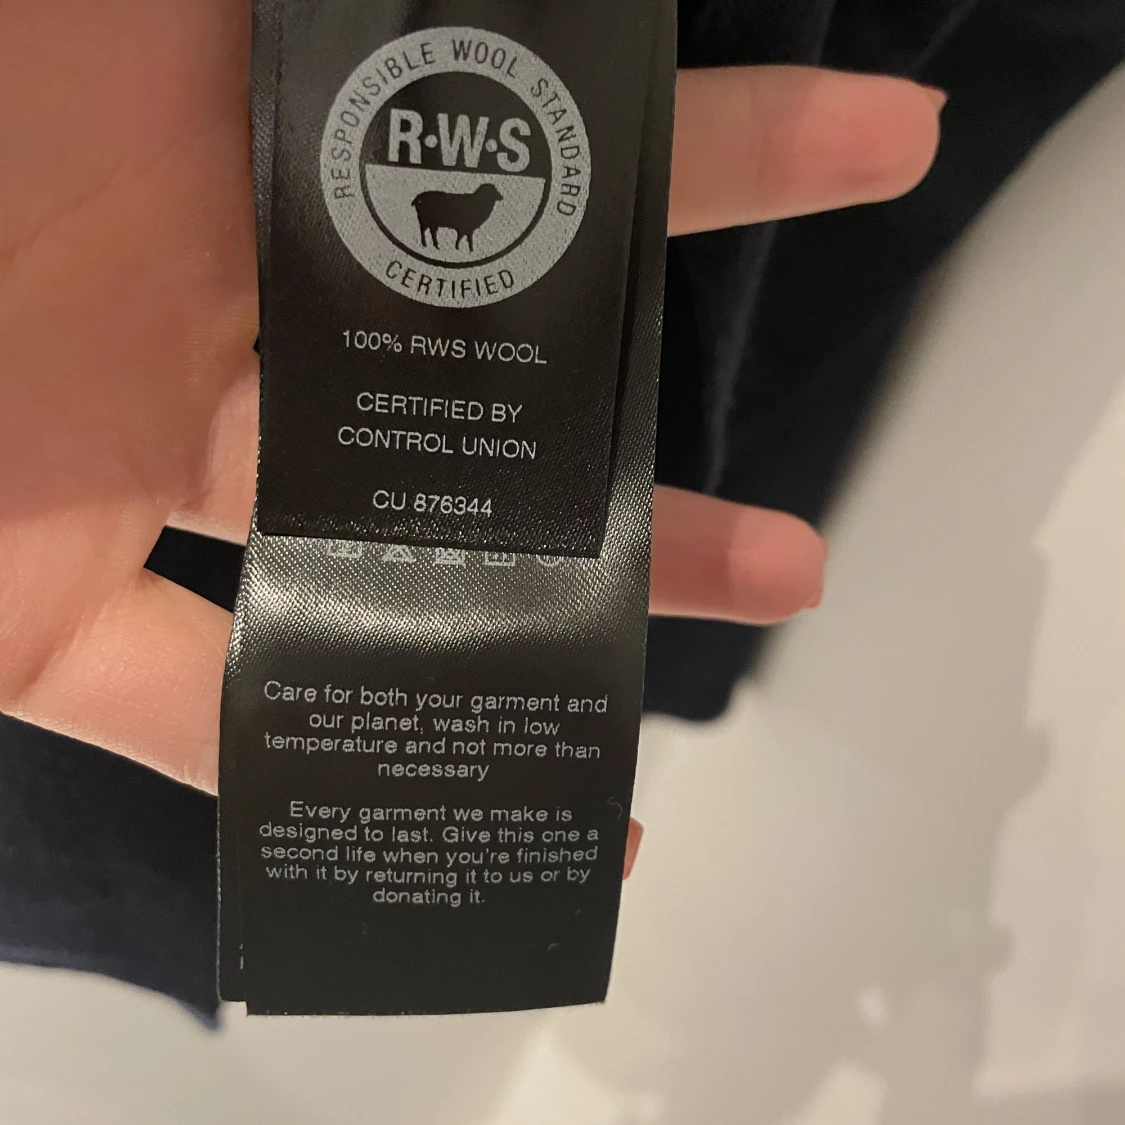 RESPONSIBLE WOOL STANDARD
R·W·S
CERTIFIED
100% RWS WOOL
CERTIFIED BY
CONTROL UNION
CU 876344
Care for both your garment and
our planet, wash in low
temperature and not more than
necessary
Every garment we make is
designed to last. Give this one a
second life when you're finished
with it by returning it to us or by
donating it.